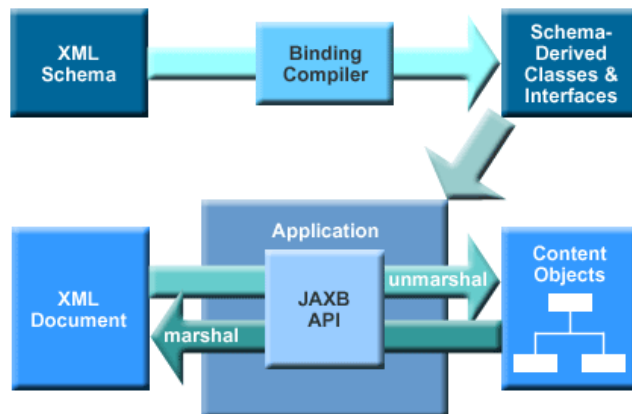 XML
Schema
Binding
Compiler
Schema-
Derived
Classes &
Interfaces
Application
XML
Document
JAXB
API
unmarshal
marshal
Content
Objects